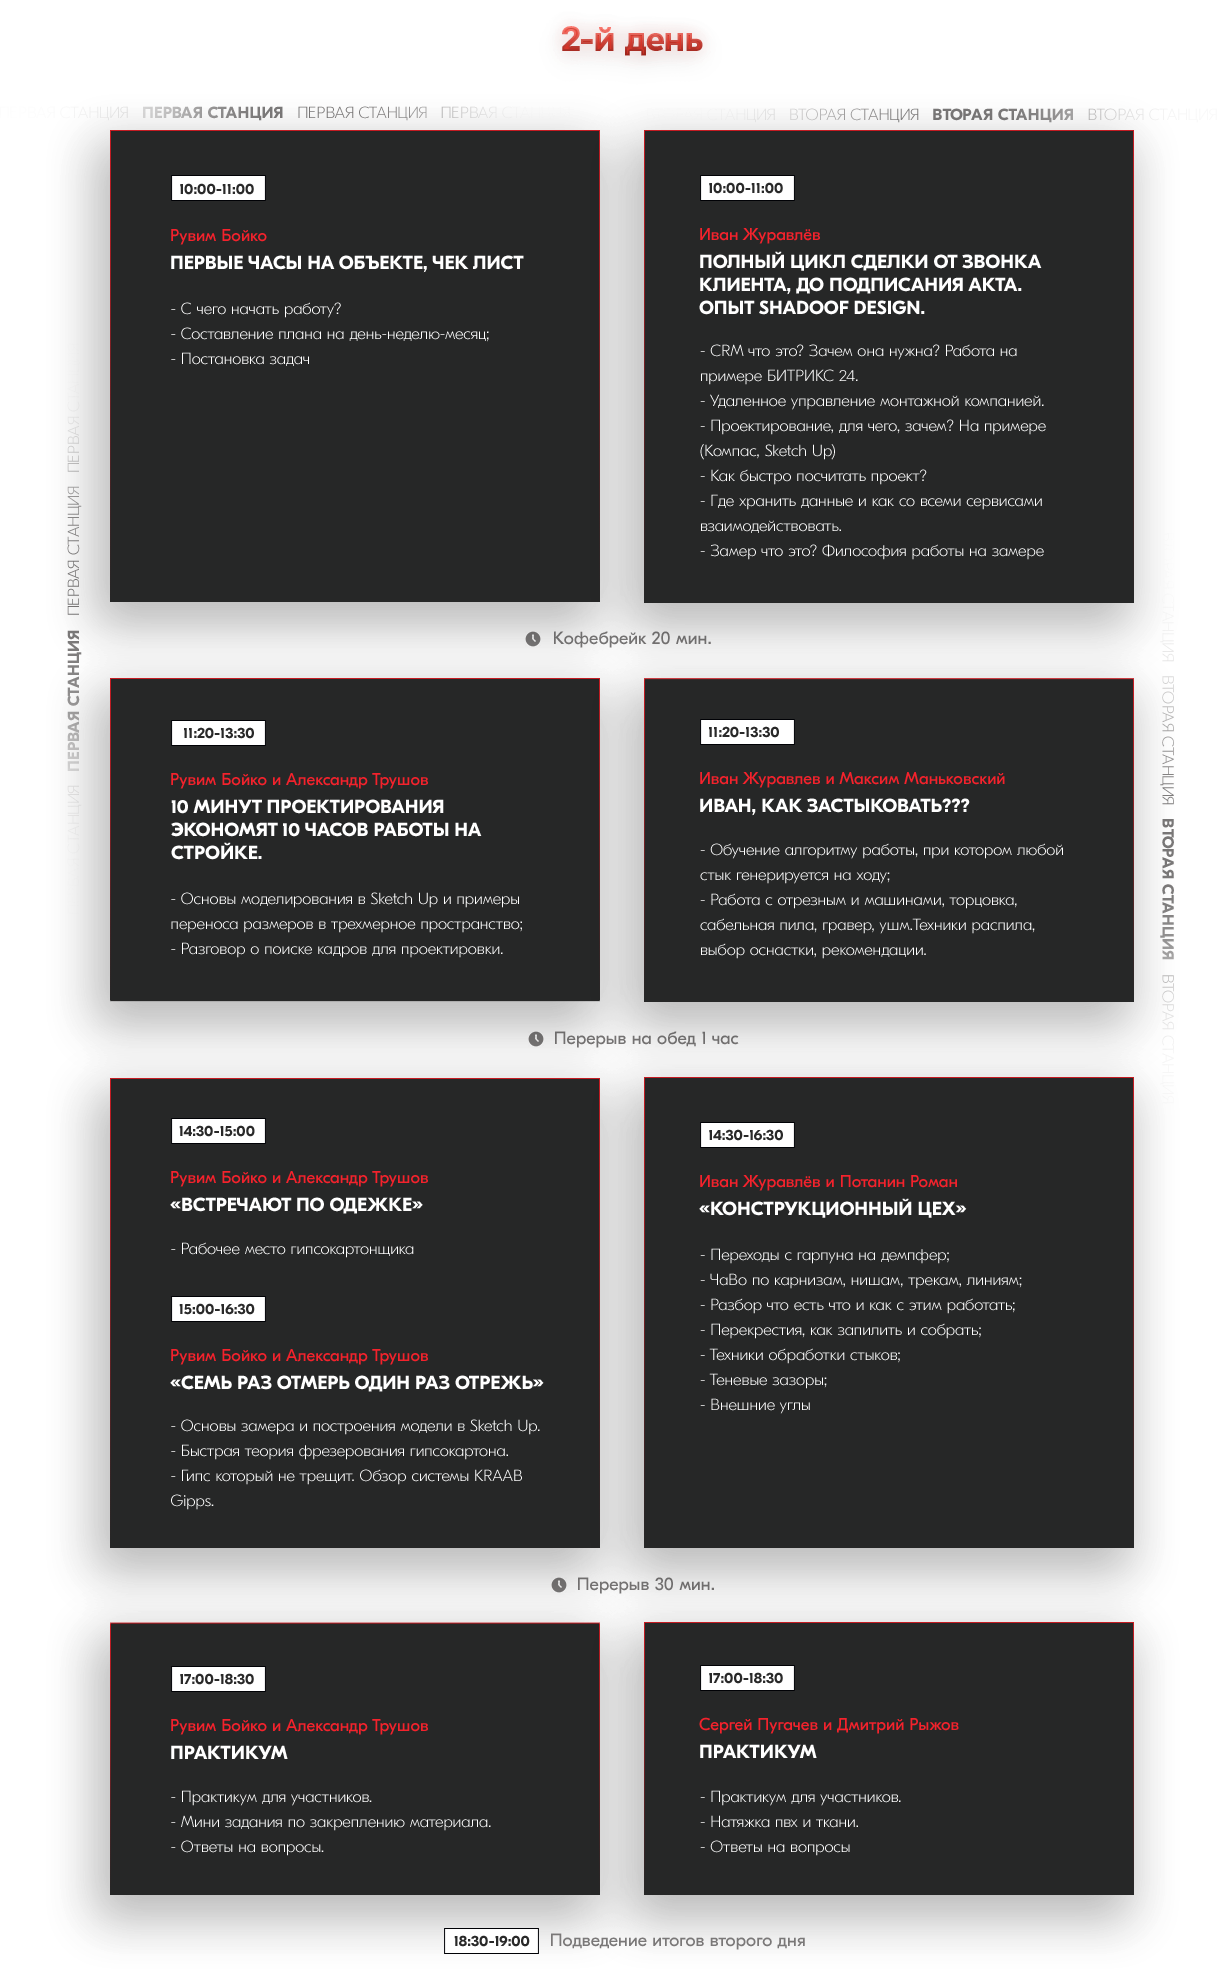 2-й день
СТАНЦИЯ ПЕРВАЯ СТАНЦИЯ ПЕРВАЯ СТАНЦИЯ ПЕРВАЯ
СТАНЦИЯ ВТОРАЯ СТАНЦИЯ ВТОРАЯ СТАНЦИЯ ВТОРАЯ СТАНЦИЯ
10:00-11:00
Рувим Бойко
ПЕРВЫЕ ЧАСЫ НА ОБЪЕКТЕ, ЧЕК ЛИСТ
- С чего начать работу?
- Составление плана на день-неделю-месяц;
- Постановка задач
10:00-11:00
Иван Журавлёв
ПОЛНЫЙ ЦИКЛ СДЕЛКИ ОТ ЗВОНКА
КЛИЕНТА, ДО ПОДПИСАНИЯ АКТА.
ОПЫТ SHADOOF DESIGN.
- CRM что это? Зачем она нужна? Работа на
примере БИТРИКС 24.
- Удаленное управление монтажной компанией.
- Проектирование, для чего, зачем? На примере
(Компас, Sketch Up)
- Как быстро посчитать проект?
- Где хранить данные и как со всеми сервисами
взаимодействовать.
- Замер что это? Философия работы на замере
СТАНЦИЯ ПЕРВАЯ СТАНЦИЯ ПЕРВАЯ СТАНЦИЯ ПЕРВАЯ
СТАНЦИЯ ВТОРАЯ СТАНЦИЯ ВТОРАЯ СТАНЦИЯ ВТОРАЯ СТАНЦИЯ
Кофебрейк 20 мин.
11:20-13:30
Рувим Бойко и Александр Трушов
10 МИНУТ ПРОЕКТИРОВАНИЯ
ЭКОНОМЯТ 10 ЧАСОВ РАБОТЫ НА
СТРОЙКЕ.
- Основы моделирования в Sketch Up и примеры
переноса размеров в трехмерное пространство;
- Разговор о поиске кадров для проектировки.
11:20-13:30
Иван Журавлев и Максим Маньковский
ИВАН, КАК ЗАСТЫКОВАТЬ???
- Обучение алгоритму работы, при котором любой
стык генерируется на ходу;
- Работа с отрезным и машинами, торцовка,
сабельная пила, гравер, ушм.Техники распила,
выбор оснастки, рекомендации.
Перерыв на обед 1 час
14:30-15:00
Рувим Бойко и Александр Трушов
«ВСТРЕЧАЮТ ПО ОДЕЖКЕ»
- Рабочее место гипсокартонщика
15:00-16:30
Рувим Бойко и Александр Трушов
«СЕМЬ РАЗ ОТМЕРЬ ОДИН РАЗ ОТРЕЖЬ»
- Основы замера и построения модели в Sketch Up.
- Быстрая теория фрезерования гипсокартона.
- Гипс который не трещит. Обзор системы KRAAB
Gipps.
14:30-16:30
Иван Журавлёв и Потанин Роман
«КОНСТРУКЦИОННЫЙ ЦЕХ»
- Переходы с гарпуна на демпфер;
- ЧаВо по карнизам, нишам, трекам, линиям;
- Разбор что есть что и как с этим работать;
- Перекрестия, как запилить и собрать;
- Техники обработки стыков;
- Теневые зазоры;
- Внешние углы
Перерыв 30 мин.
17:00-18:30
Рувим Бойко и Александр Трушов
ПРАКТИКУМ
- Практикум для участников.
- Мини задания по закреплению материала.
- Ответы на вопросы.
17:00-18:30
Сергей Пугачев и Дмитрий Рыжов
ПРАКТИКУМ
- Практикум для участников.
- Натяжка пвх и ткани.
- Ответы на вопросы
18:30-19:00 Подведение итогов второго дня